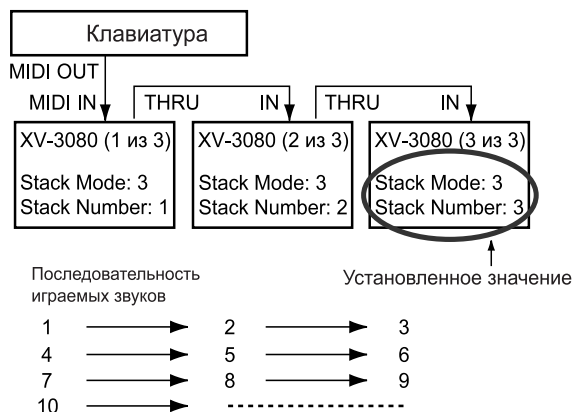 Клавиатура
MIDI OUT
MIDI IN THRU IN THRU IN
XV-3080 (1 из 3) XV-3080 (2 из 3) XV-3080 (3 из 3)
Stack Mode: 3 Stack Mode: 3 Stack Mode: 3
Stack Number: 1 Stack Number: 2 Stack Number: 3
Последовательность
играемых звуков
Установленное значение
1 2 3
4 5 6
7 8 9
10